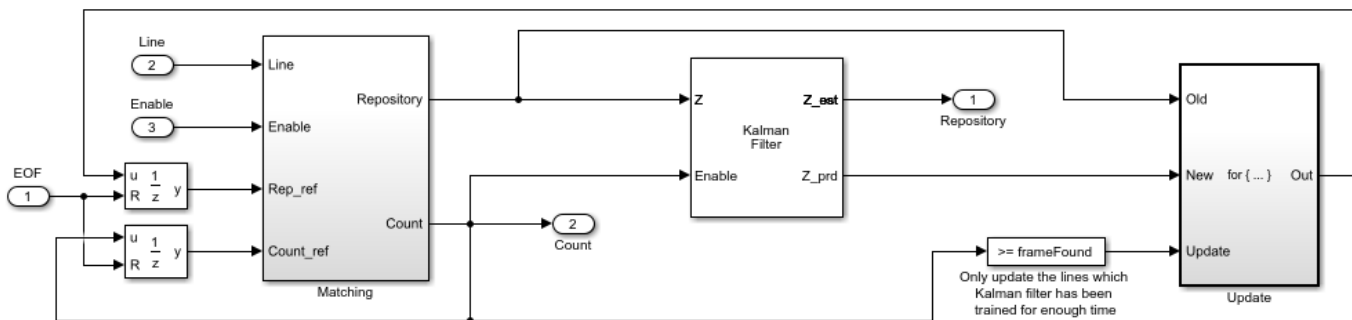 Line
2
Line
Enable
3
Enable
EOF
1
u
R
1
z
y
Rep_ref
u
R
1
z
y
Count_ref
Repository
Count
Matching
2
Count
Z
Enable
Kalman
Filter
Z_est
Z_prd
1
Repository
>= frameFound
Only update the lines which
Kalman filter has been
trained for enough time
Old
New
Update
for { ... }
Out
Update